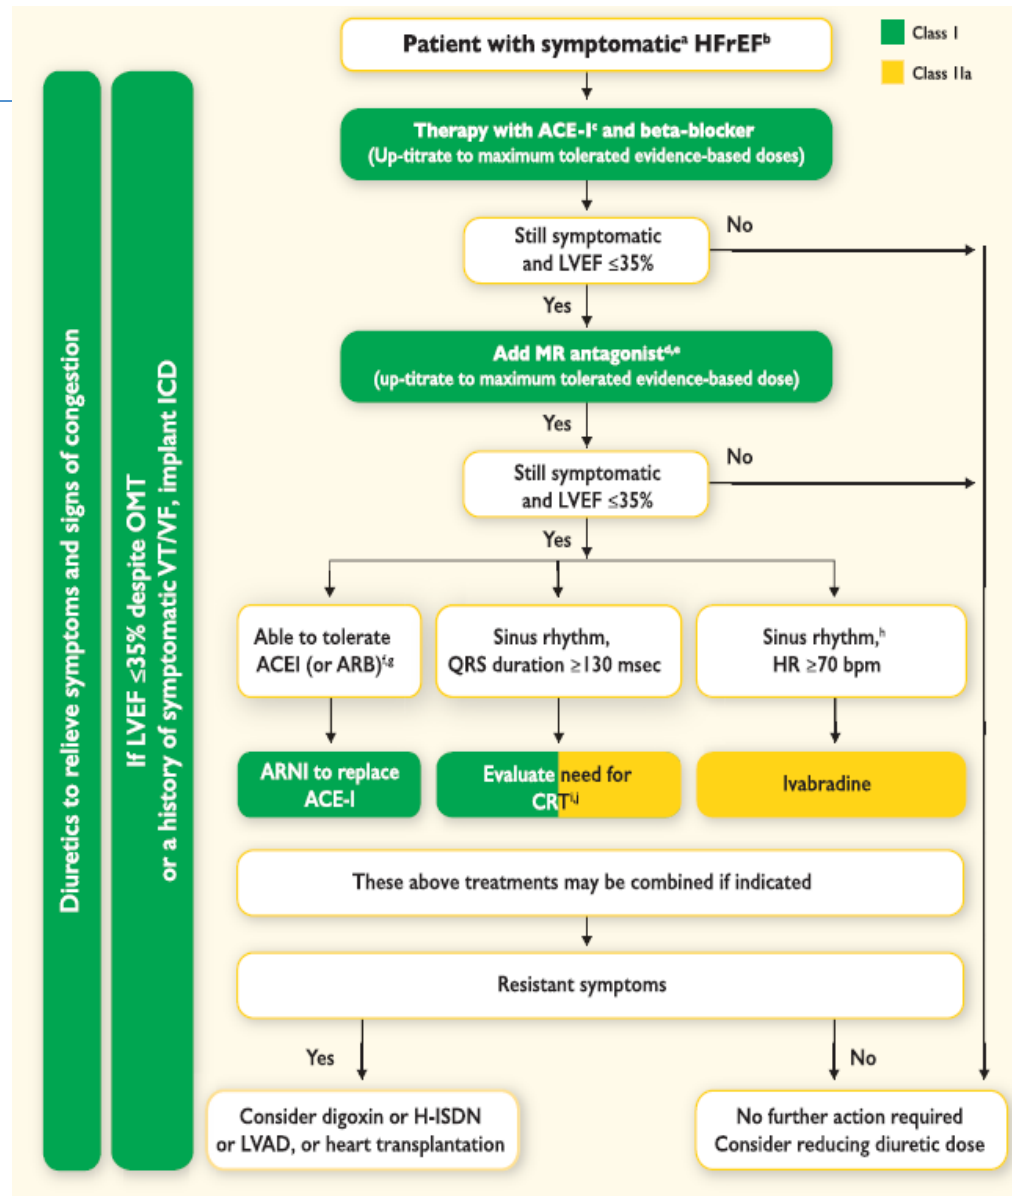 Patient with symptomaticᵃ HFrEFᵇ
Class I
Class IIa
Therapy with ACE-Iᶜ and beta-blocker
(Up-titrate to maximum tolerated evidence-based doses)
Still symptomatic
and LVEF ≤35%
No
Yes
Add MR antagonistᵈ,ᵉ
(up-titrate to maximum tolerated evidence-based dose)
Yes
Still symptomatic
and LVEF ≤35%
No
Yes
Able to tolerate
ACEI (or ARB)ᶠ,ᵍ
Sinus rhythm,
QRS duration ≥130 msec
Sinus rhythm,ʰ
HR ≥70 bpm
ARNI to replace
ACE-I
Evaluate need for
CRTⁱ,ʲ
Ivabradine
These above treatments may be combined if indicated
Resistant symptoms
Yes
No
Consider digoxin or H-ISDN
or LVAD, or heart transplantation
No further action required
Consider reducing diuretic dose
Diuretics to relieve symptoms and signs of congestion
If LVEF ≤35% despite OMT
or a history of symptomatic VT/VF, implant ICD